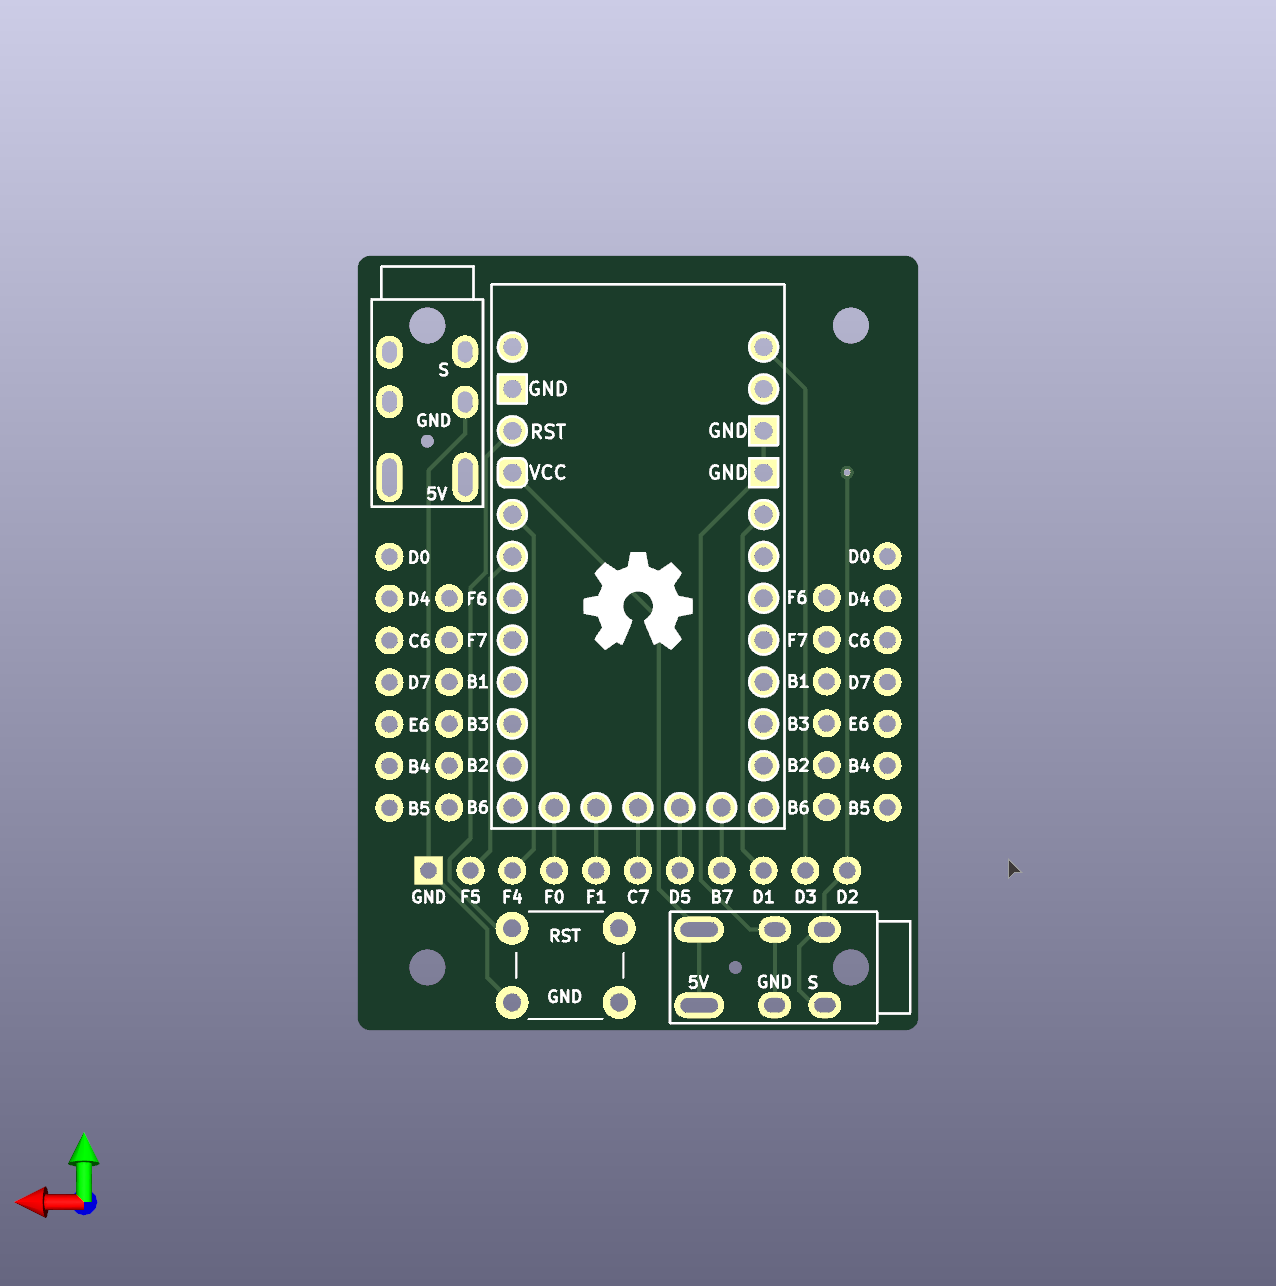 S
GND
GND
RST
GND
VCC
GND
5V
D0
D0
D4
F6
F6
D4
C6
F7
F7
C6
D7
B1
B1
D7
E6
B3
B3
E6
B4
B2
B2
B4
B5
B6
B6
B5
GND F5 F4 F0 F1 C7 D5 B7 D1 D3 D2
RST
GND
5V GND S